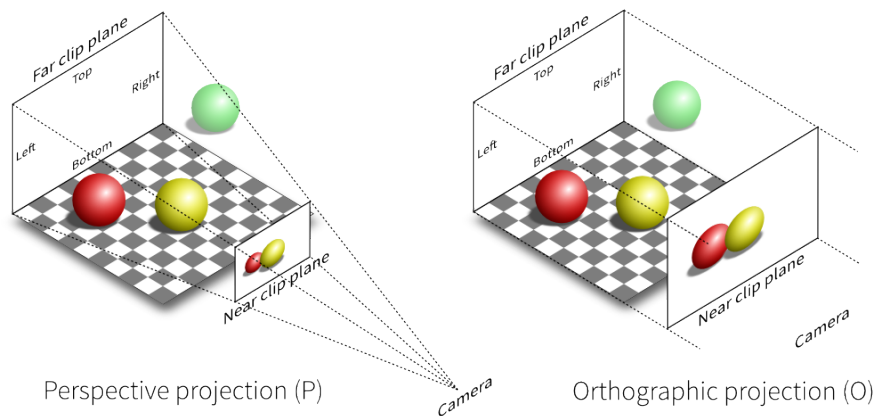 Far clip plane
Top
Right
Left
Bottom
Near clip plane
Camera
Perspective projection (P)
Far clip plane
Top
Right
Left
Bottom
Near clip plane
Camera
Orthographic projection (O)